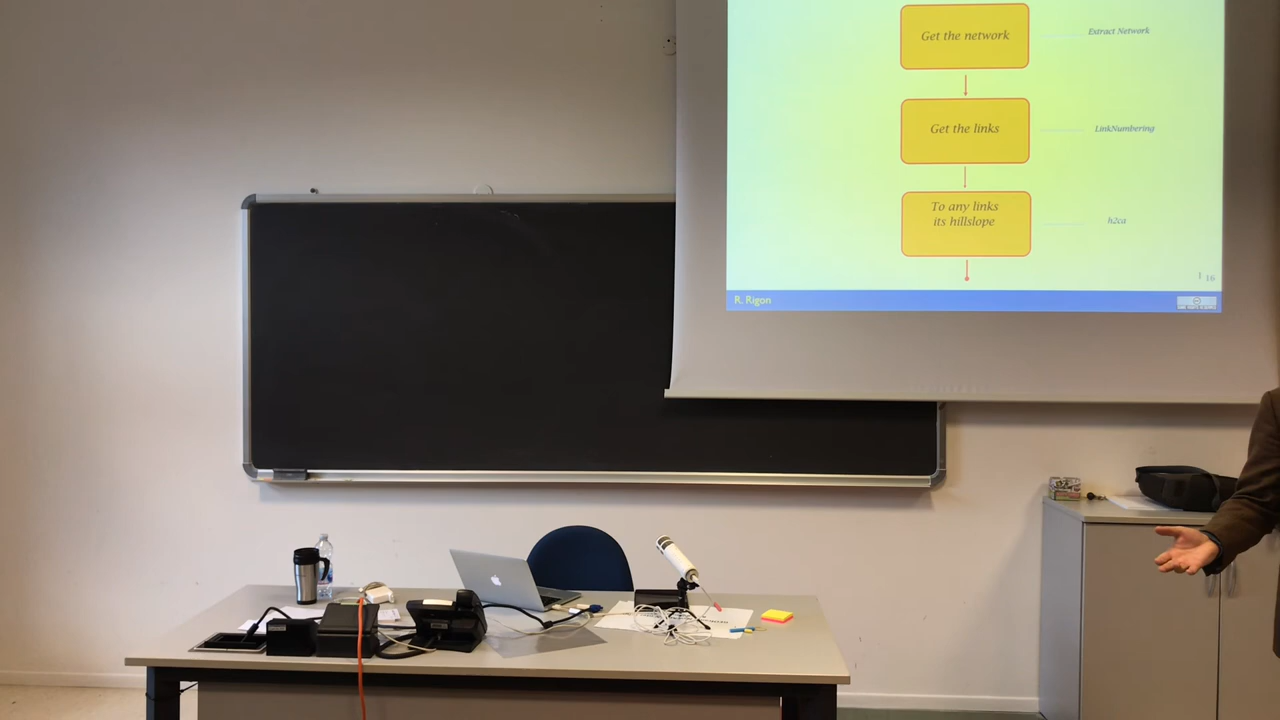 Get the network
Extract Network
Get the links
LinkNumbering
To any links
its hillslope
h2ca
16
R. Rigon